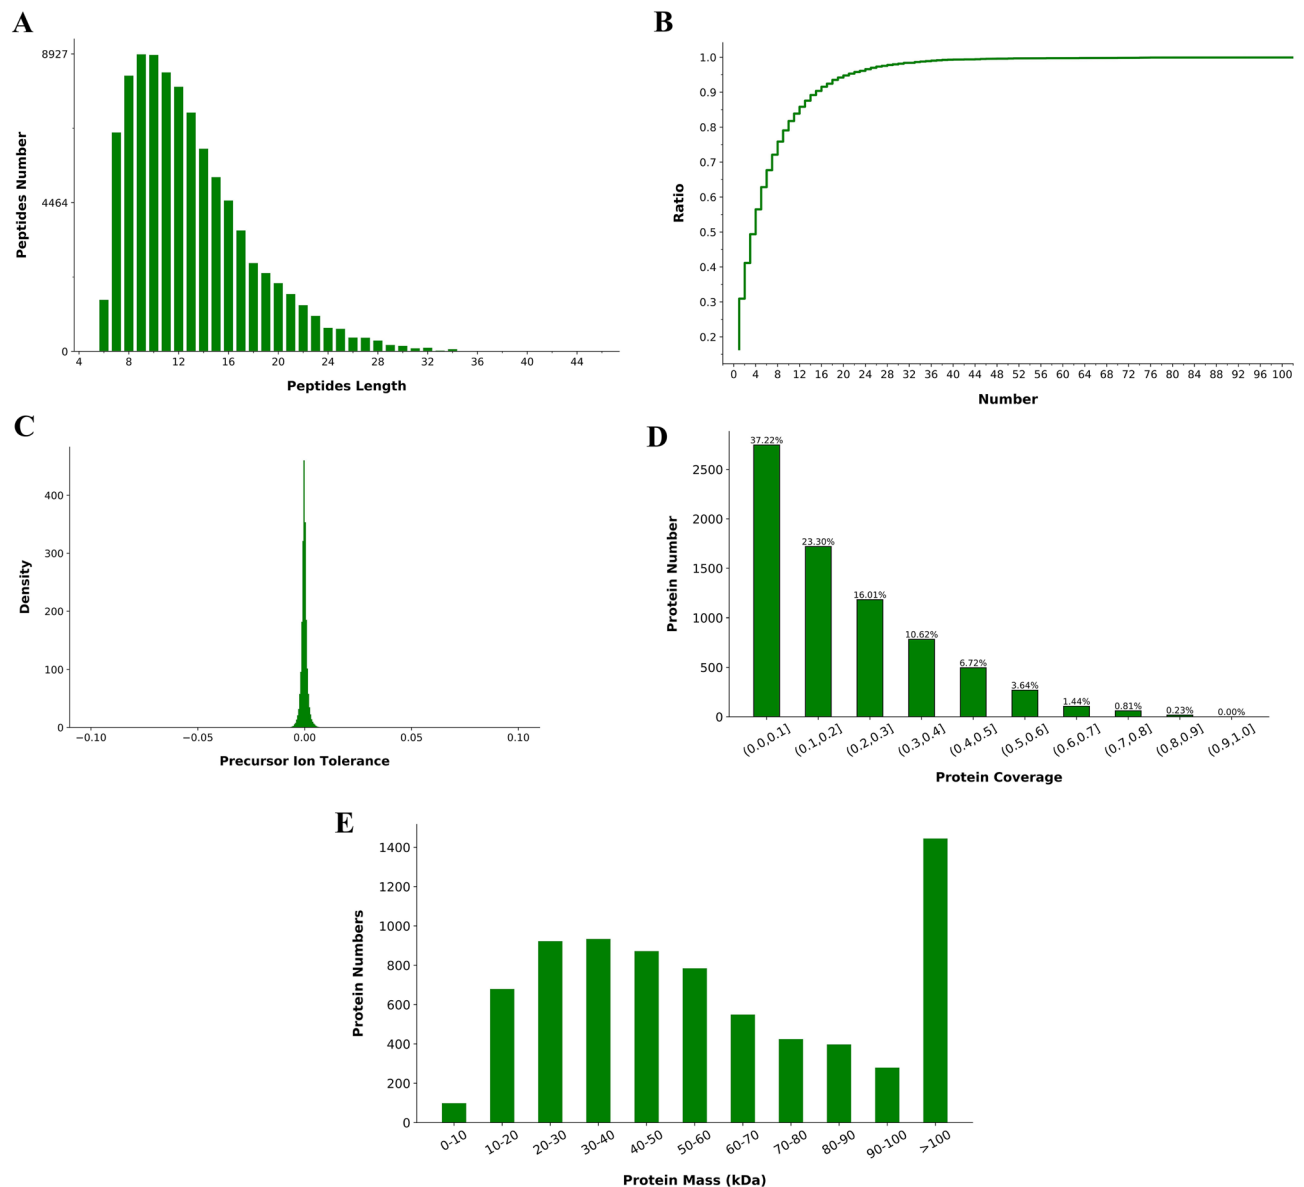 A
8927
4464
0
Peptides Number
4 8 12 16 20 24 28 32 36 40 44
Peptides Length
B
1.0
0.9
0.8
0.7
0.6
0.5
0.4
0.3
0.2
Ratio
0 4 8 12 16 20 24 28 32 36 40 44 48 52 56 60 64 68 72 76 80 84 88 92 96 100
Number
C
400
300
200
100
0
Density
−0.10 −0.05 0.00 0.05 0.10
Precursor Ion Tolerance
D
2500
2000
1500
1000
500
0
Protein Number
37.22%
23.30%
16.01%
10.62%
6.72%
3.64%
1.44%
0.81%
0.23%
0.00%
(0.0,0.1] (0.1,0.2] (0.2,0.3] (0.3,0.4] (0.4,0.5] (0.5,0.6] (0.6,0.7] (0.7,0.8] (0.8,0.9] (0.9,1.0]
Protein Coverage
E
1400
1200
1000
800
600
400
200
0
Protein Numbers
0-10 10-20 20-30 30-40 40-50 50-60 60-70 70-80 80-90 90-100 >100
Protein Mass (kDa)